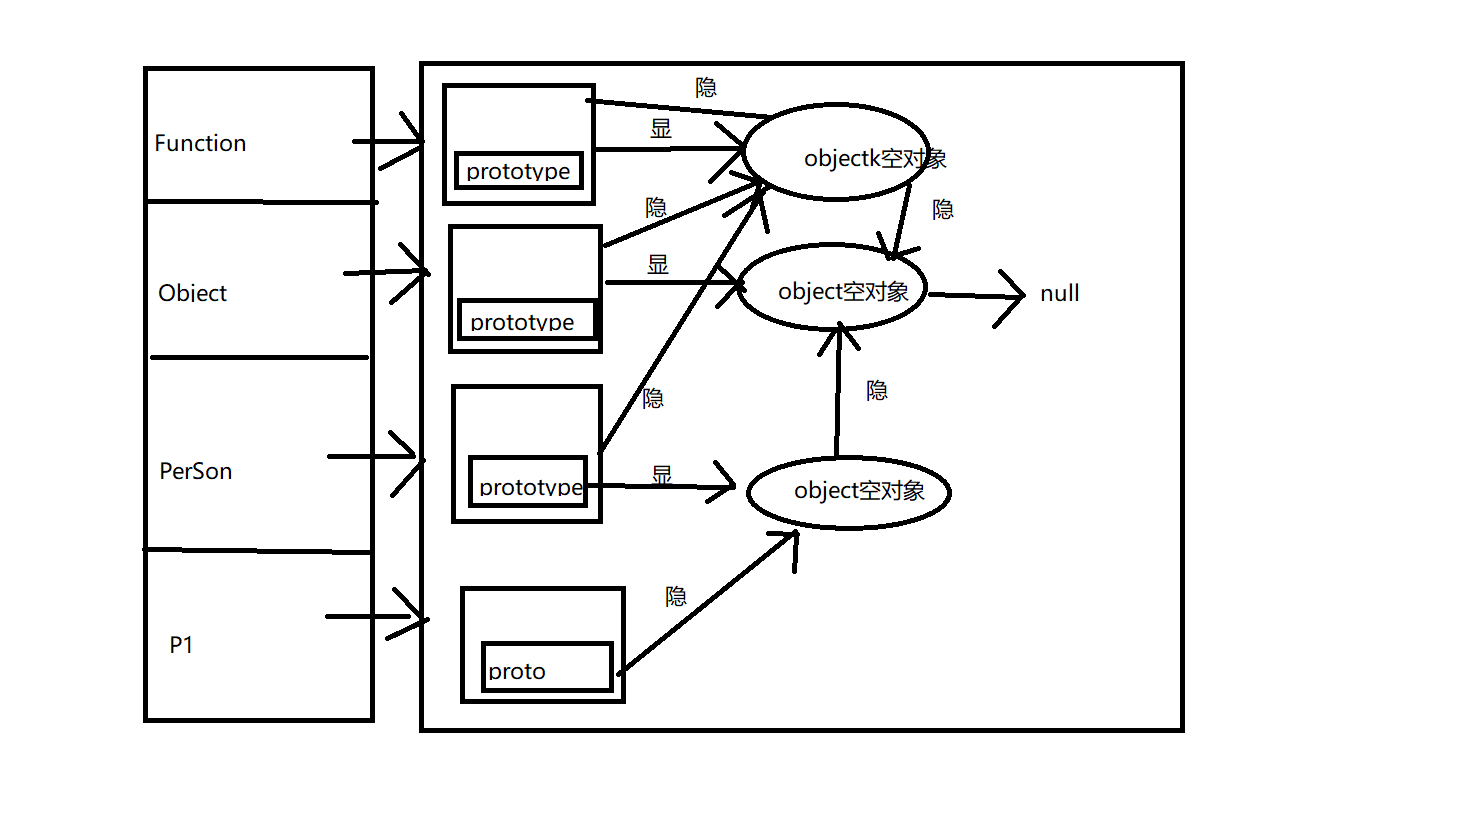 Function
Object
PerSon
P1
隐
显
prototype
objectk空对象
隐
隐
显
prototype
object空对象
null
隐
隐
显
prototype
object空对象
隐
proto